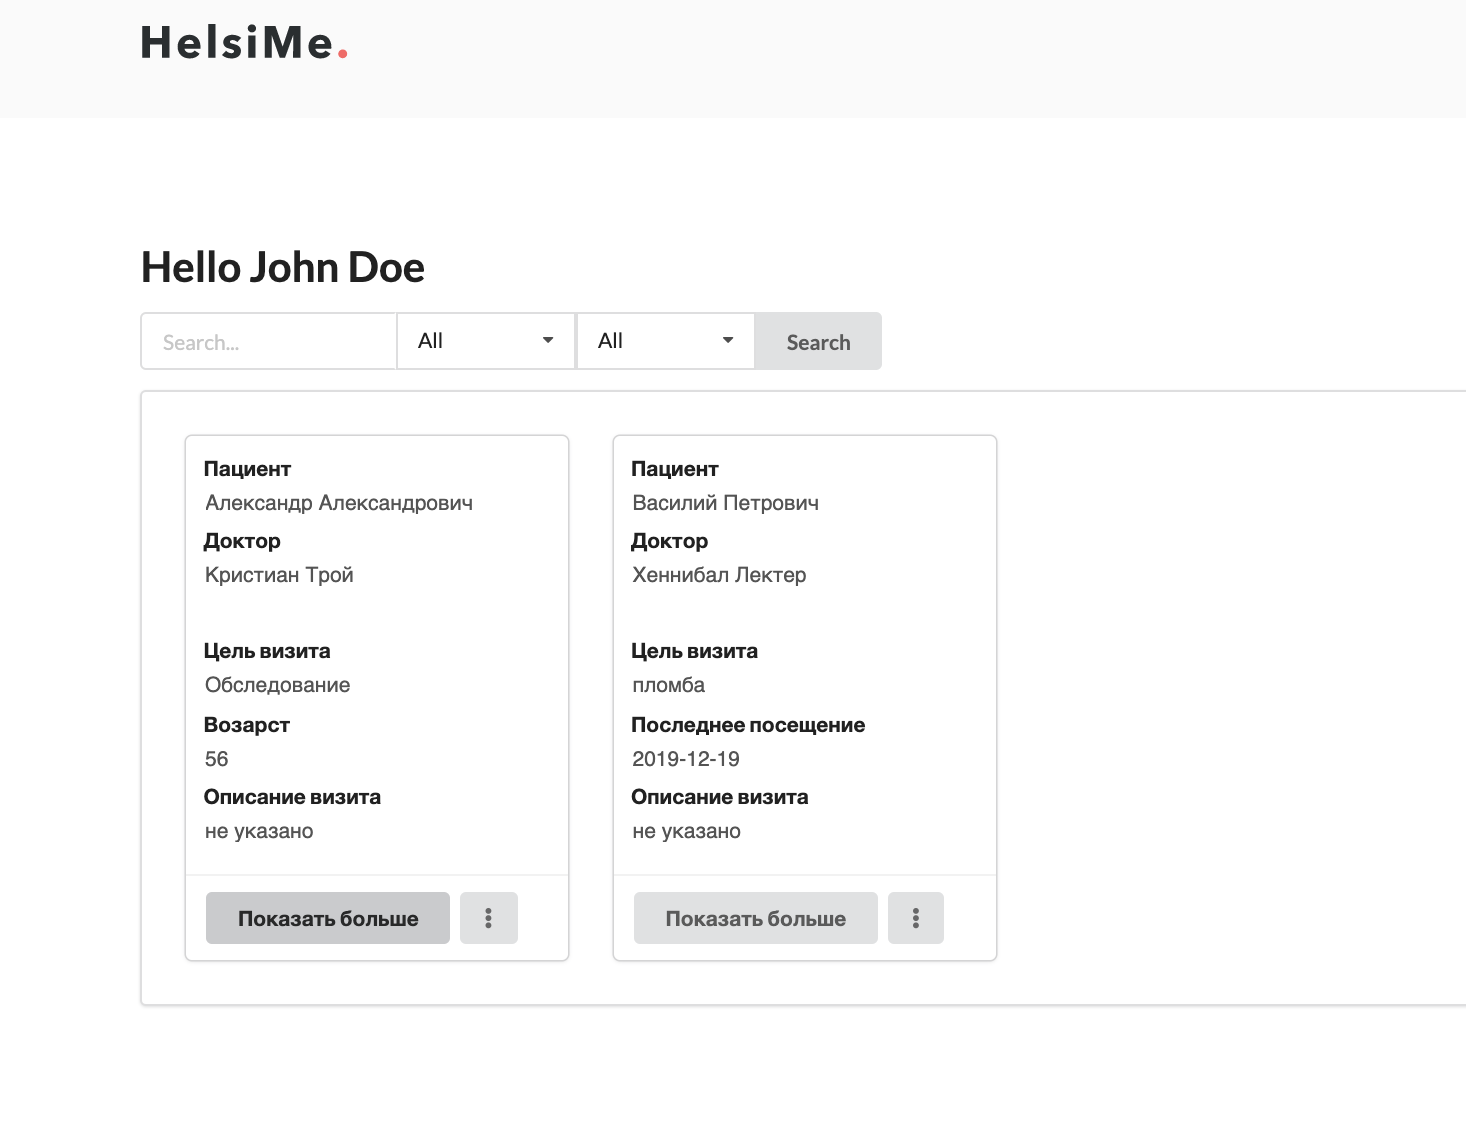 HelsiMe.
Hello John Doe
Search...
All
All
Search
Пациент
Александр Александрович
Доктор
Кристиан Трой
Цель визита
Обследование
Возарст
56
Описание визита
не указано
Показать больше
Пациент
Василий Петрович
Доктор
Хеннибал Лектер
Цель визита
пломба
Последнее посещение
2019-12-19
Описание визита
не указано
Показать больше